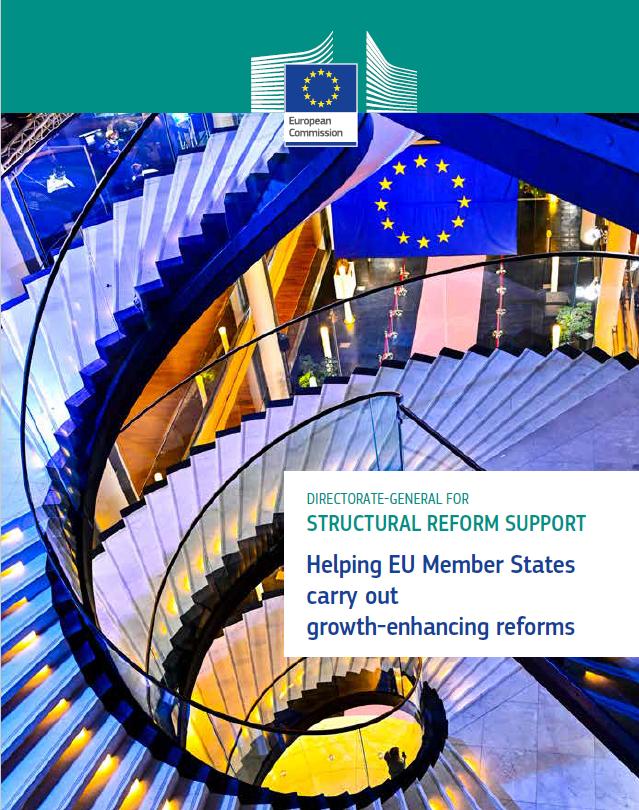 European
Commission
DIRECTORATE-GENERAL FOR
STRUCTURAL REFORM SUPPORT
Helping EU Member States
carry out
growth-enhancing reforms